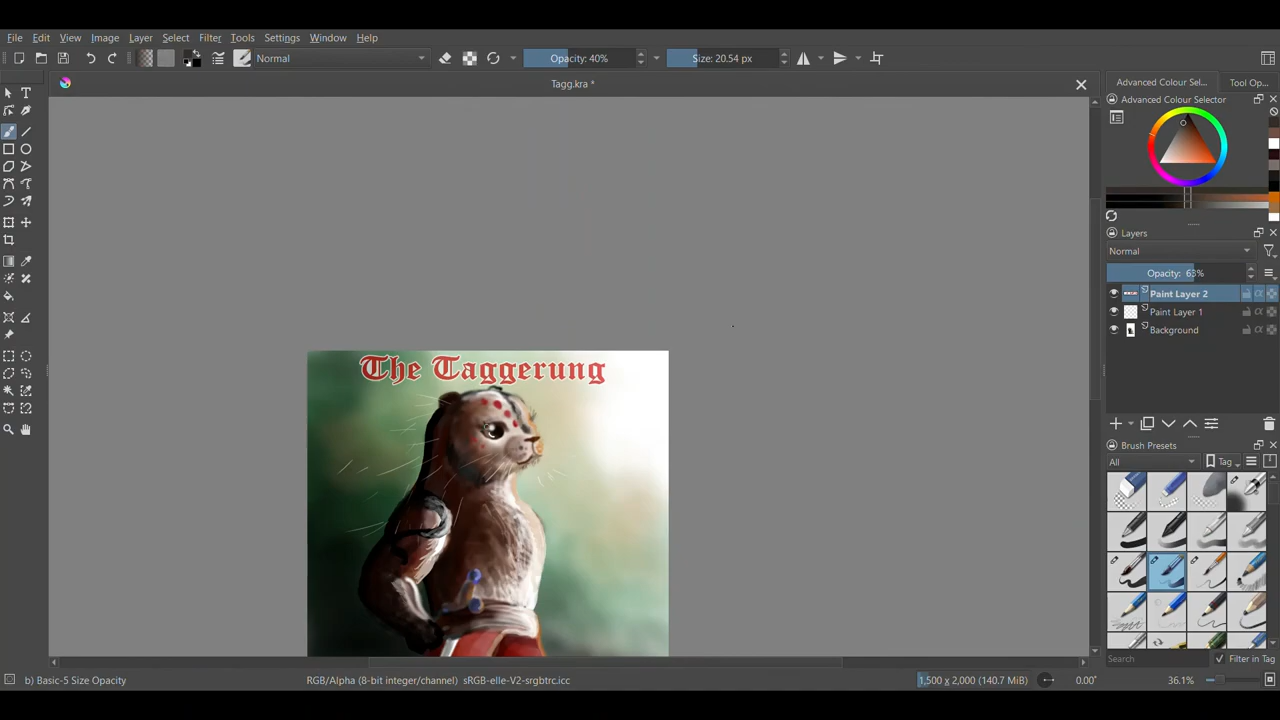 File Edit View Image Layer Select Filter Tools Settings Window Help
Normal Opacity: 40% Size: 20.54 px
Tagg.kra *
Advanced Colour Sel... Tool Op...
Advanced Colour Selector
Layers
Normal
Opacity: 63%
Paint Layer 2
Paint Layer 1
Background
The Taggerung
Brush Presets
All Tag
Search Filter in Tag
b) Basic-5 Size Opacity RGB/Alpha (8-bit integer/channel) sRGB-elle-V2-srgbtrc.icc 1,500 x 2,000 (140.7 MiB) 0.00° 36.1%